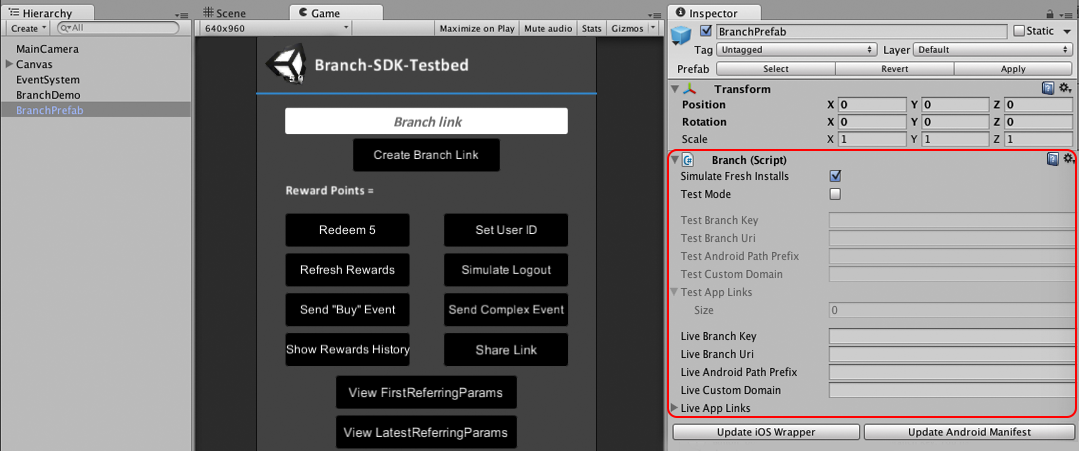 Hierarchy
Create
All
MainCamera
Canvas
EventSystem
BranchDemo
BranchPrefab
Scene
Game
640x960
Maximize on Play
Mute audio
Stats
Gizmos
5.0
Branch-SDK-Testbed
Branch link
Create Branch Link
Reward Points =
Redeem 5
Set User ID
Refresh Rewards
Simulate Logout
Send "Buy" Event
Send Complex Event
Show Rewards History
Share Link
View FirstReferringParams
View LatestReferringParams
Inspector
BranchPrefab Static
Tag Untagged Layer Default
Prefab Select Revert Apply
Transform
Position X 0 Y 0 Z 0
Rotation X 0 Y 0 Z 0
Scale X 1 Y 1 Z 1
Branch (Script)
Simulate Fresh Installs
Test Mode
Test Branch Key
Test Branch Uri
Test Android Path Prefix
Test Custom Domain
Test App Links
Size 0
Live Branch Key
Live Branch Uri
Live Android Path Prefix
Live Custom Domain
Live App Links
Update iOS Wrapper
Update Android Manifest